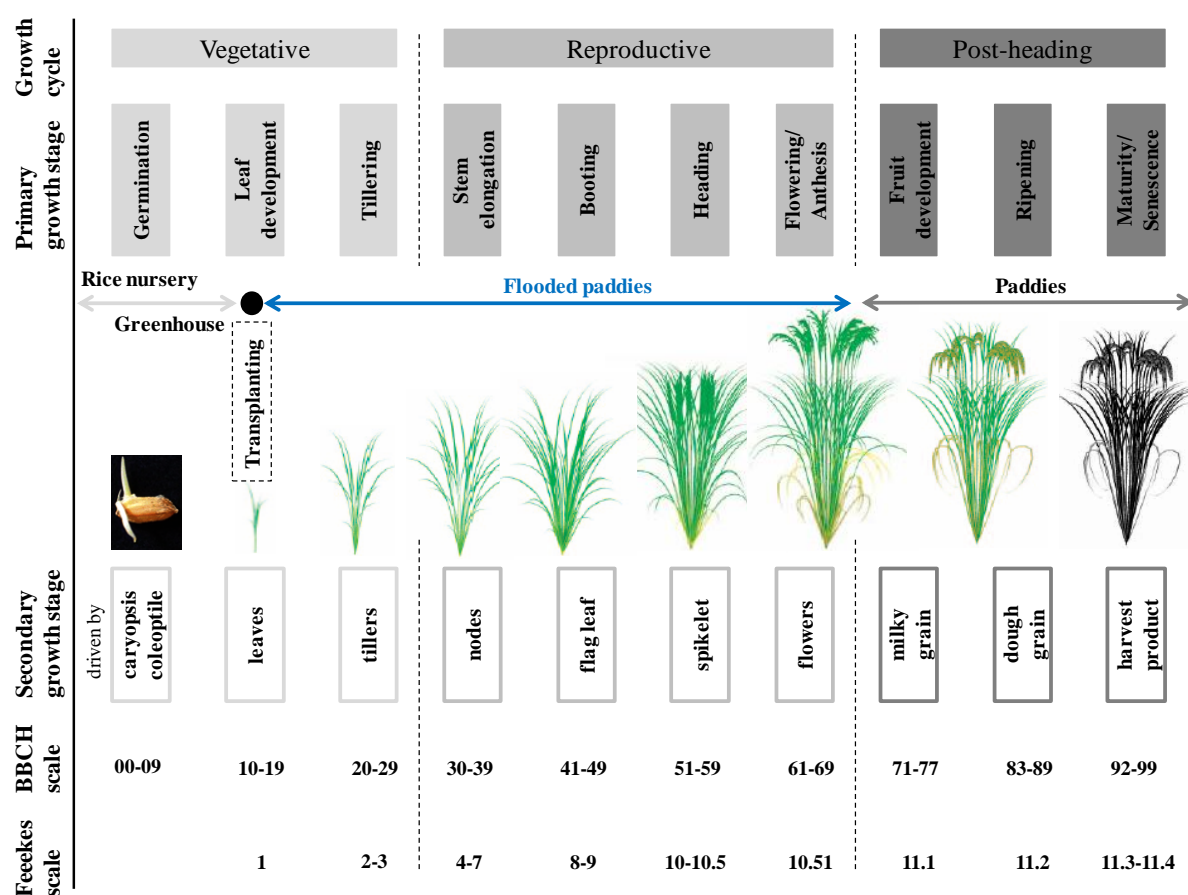 Growth
cycle
Vegetative
Reproductive
Post-heading
Primary
growth stage
Germination
Leaf
development
Tillering
Stem
elongation
Booting
Heading
Flowering/
Anthesis
Fruit
development
Ripening
Maturity/
Senescence
Rice nursery
Greenhouse
Transplanting
Flooded paddies
Paddies
Secondary
growth stage
driven by
caryopsis
coleoptile
leaves
tillers
nodes
flag leaf
spikelet
flowers
milky
grain
dough
grain
harvest
product
BBCH
scale
00-09
10-19
20-29
30-39
41-49
51-59
61-69
71-77
83-89
92-99
Feekes
scale
1
2-3
4-7
8-9
10-10.5
10.51
11.1
11.2
11.3-11.4